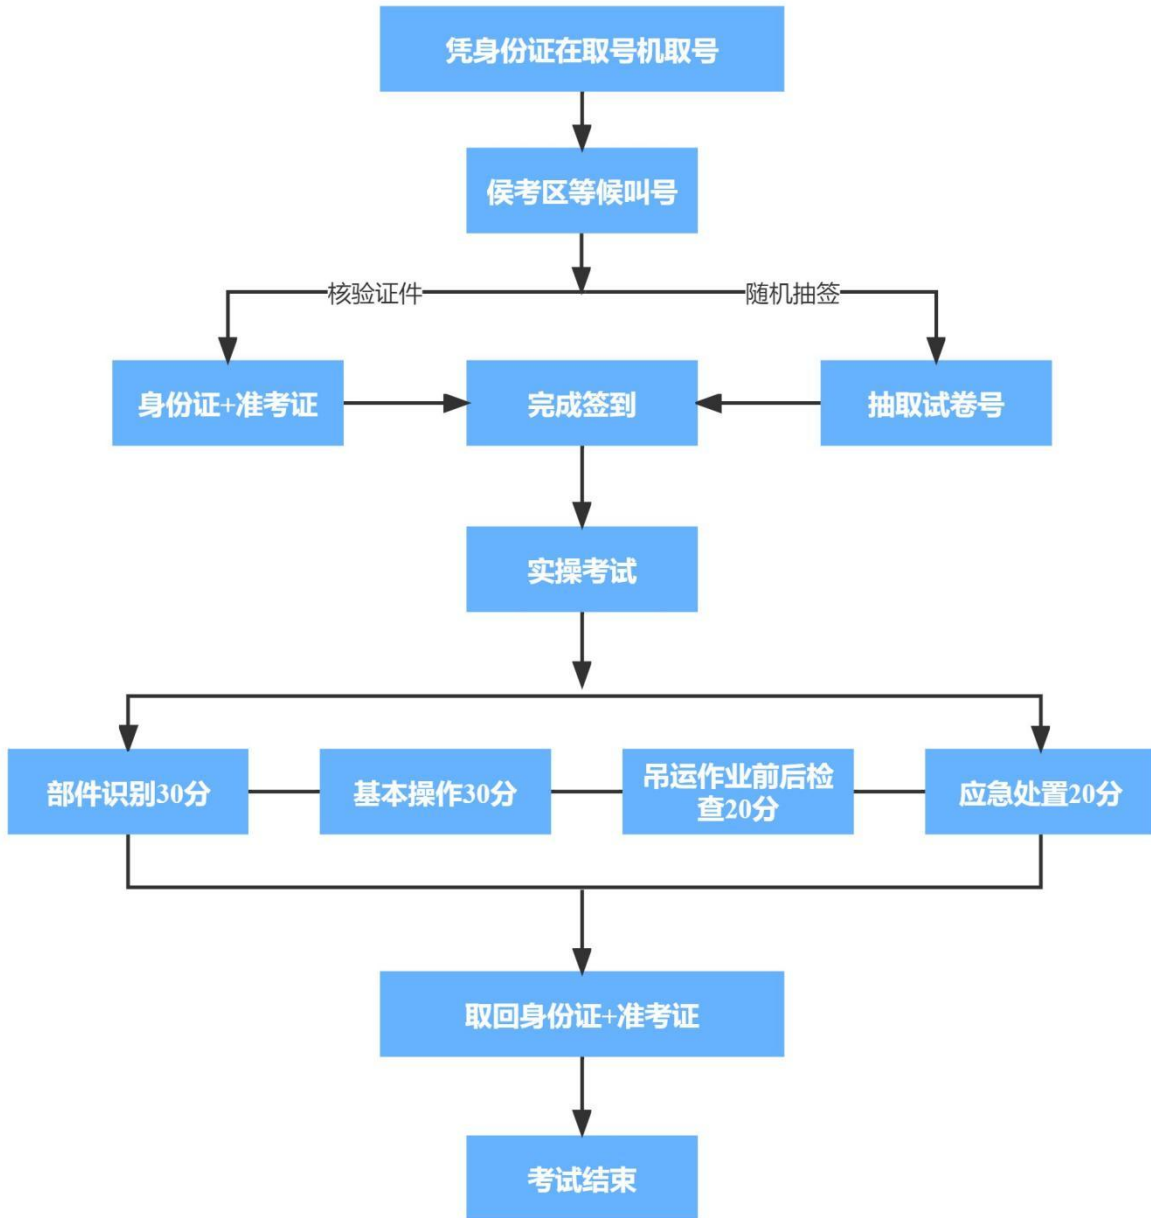 凭身份证在取号机取号
侯考区等候叫号
核验证件
随机抽签
身份证+准考证
完成签到
抽取试卷号
实操考试
部件识别30分
基本操作30分
吊运作业前后检
查20分
应急处置20分
取回身份证+准考证
考试结束